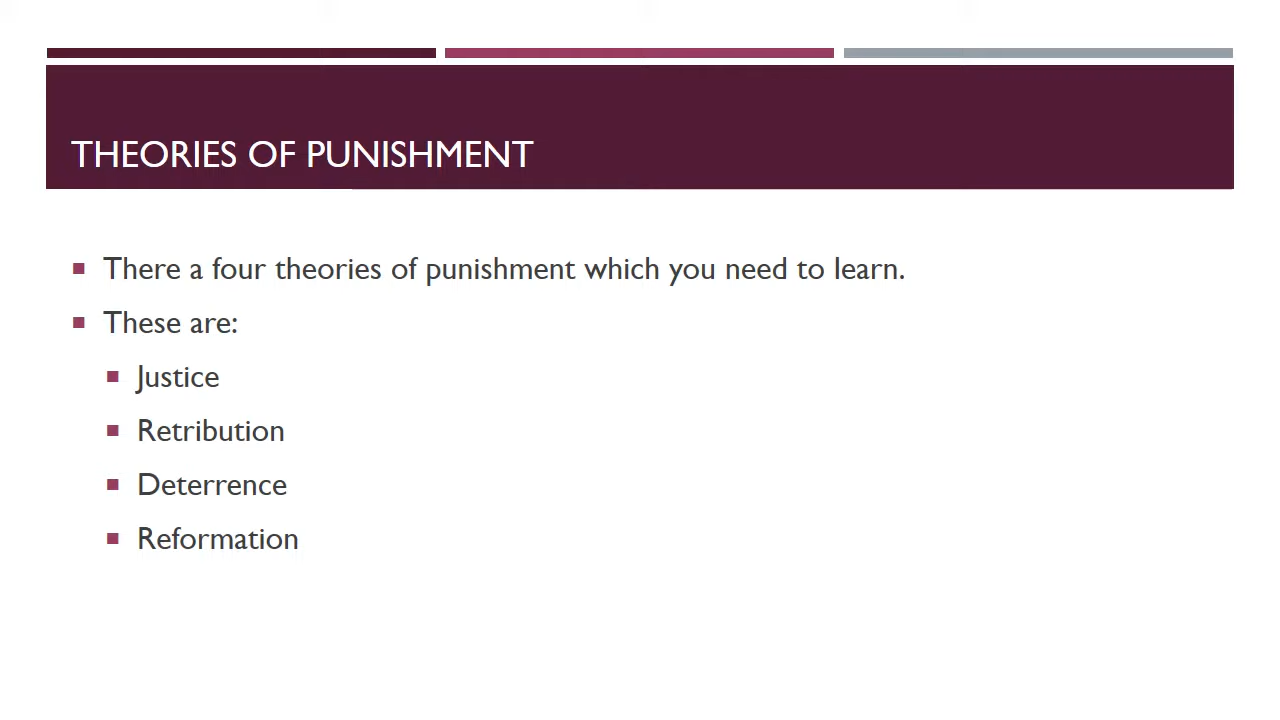 THEORIES OF PUNISHMENT
There a four theories of punishment which you need to learn.
These are:
Justice
Retribution
Deterrence
Reformation